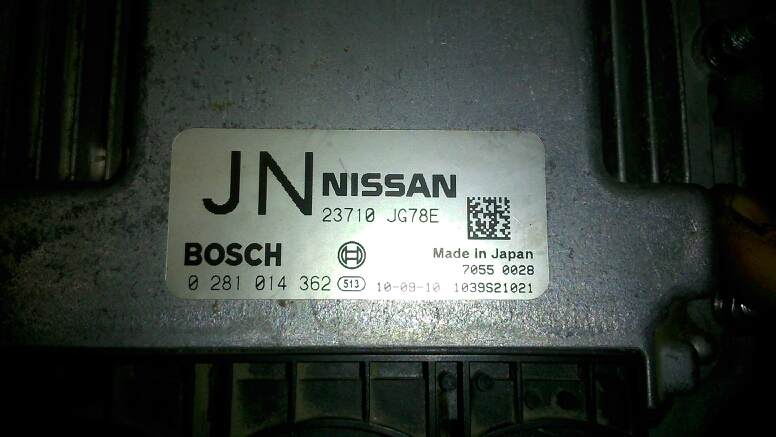 JN NISSAN
23710 JG78E
BOSCH
Made in Japan
7055 0028
0 281 014 362 513 10-09-10 1039S21021